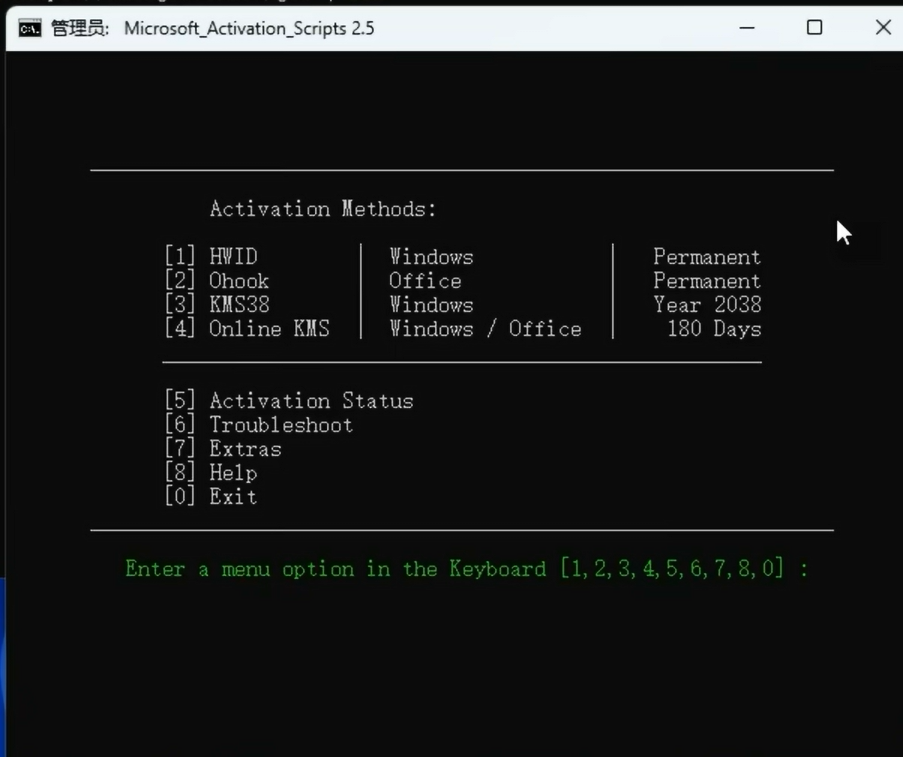 管理员: Microsoft_Activation_Scripts 2.5
Activation Methods:
[1] HWID | Windows | Permanent
[2] Ohook | Office | Permanent
[3] KMS38 | Windows | Year 2038
[4] Online KMS | Windows / Office | 180 Days
[5] Activation Status
[6] Troubleshoot
[7] Extras
[8] Help
[0] Exit
Enter a menu option in the Keyboard [1,2,3,4,5,6,7,8,0] :